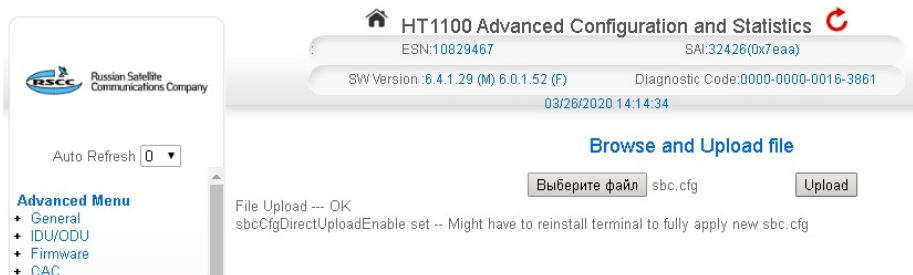 HT1100 Advanced Configuration and Statistics
ESN:10829467 SAI:32426(0x7eaa)
RSCC Russian Satellite
Communications Company
SW Version :6.4.1.29 (M) 6.0.1.52 (F) Diagnostic Code:0000-0000-0016-3861
03/26/2020 14:14:34
Browse and Upload file
Auto Refresh 0
Выберите файл sbc.cfg Upload
Advanced Menu
File Upload --- OK
+ General
sbcCfgDirectUploadEnable set -- Might have to reinstall terminal to fully apply new sbc.cfg
+ IDU/ODU
+ Firmware
+ CAC